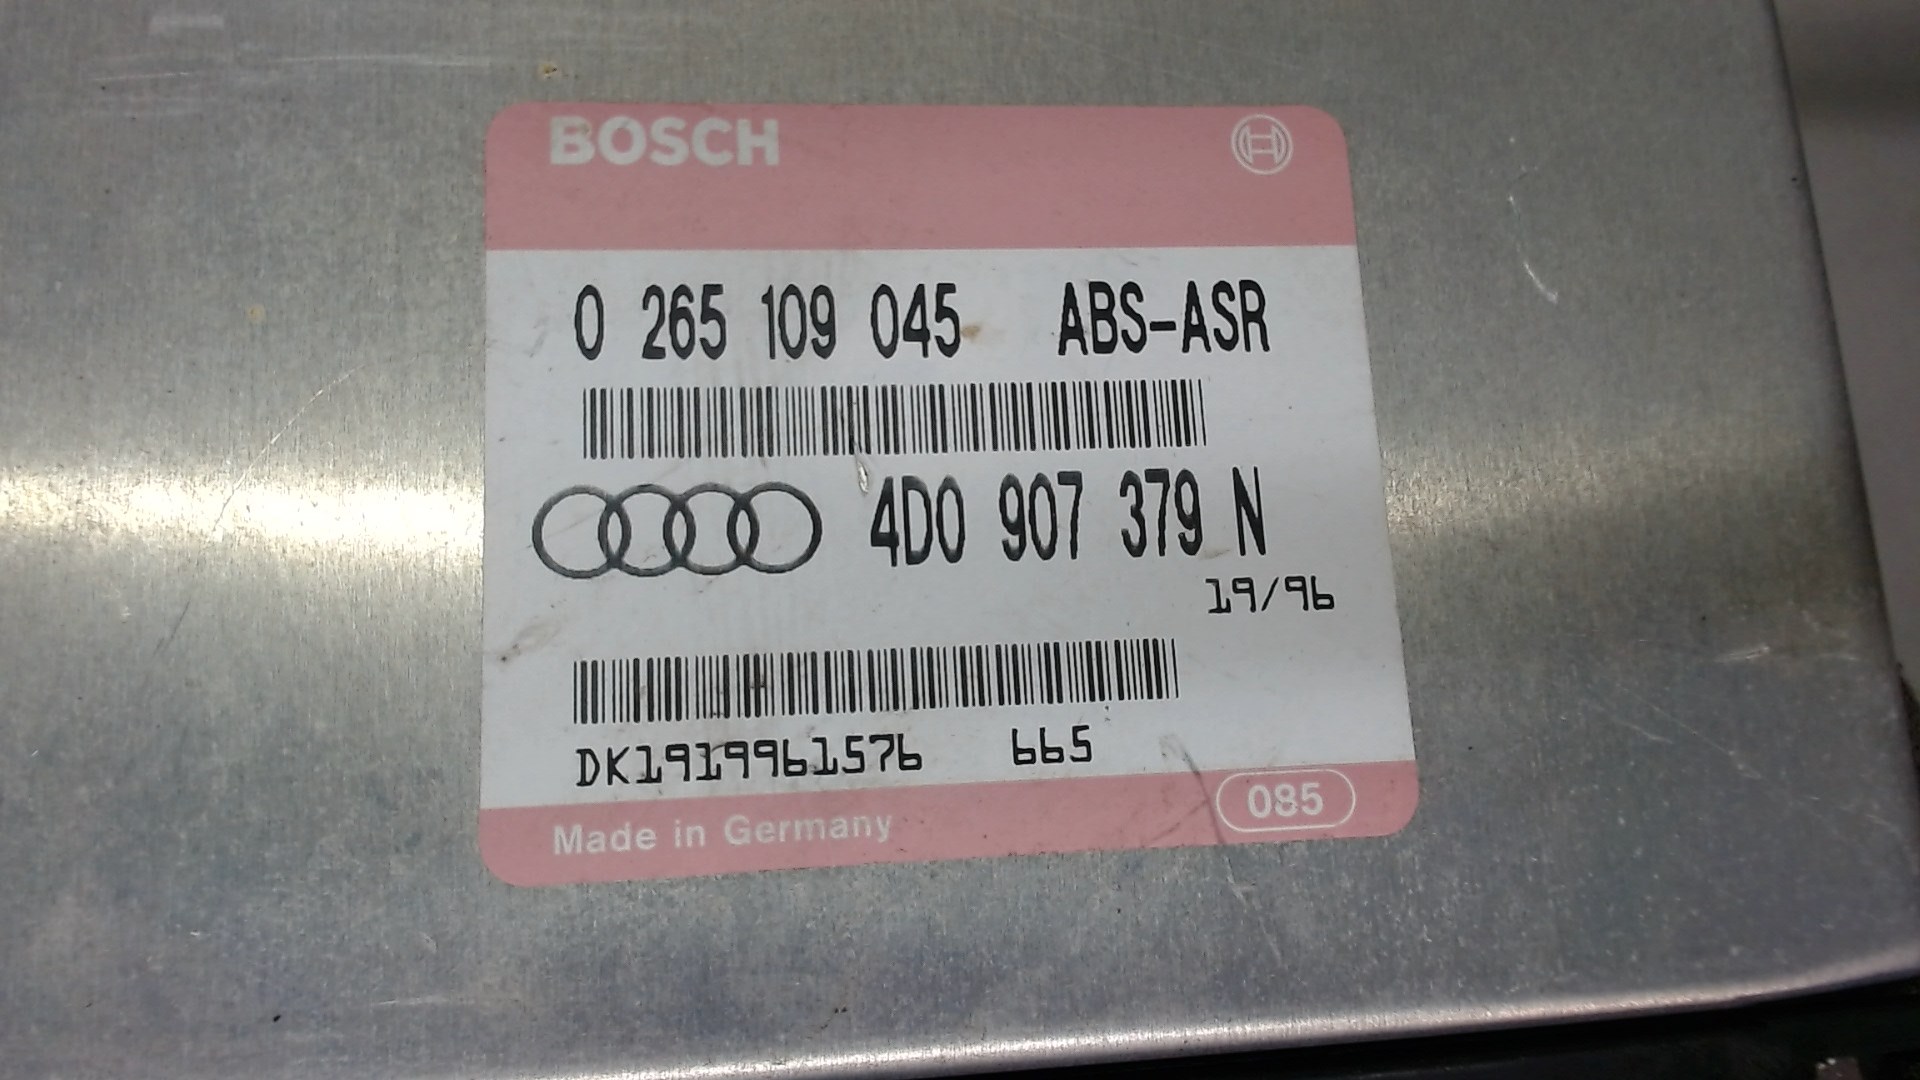 BOSCH
0 265 109 045 ABS-ASR
4D0 907 379 N
19/96
DK1919961576 665
Made in Germany 085